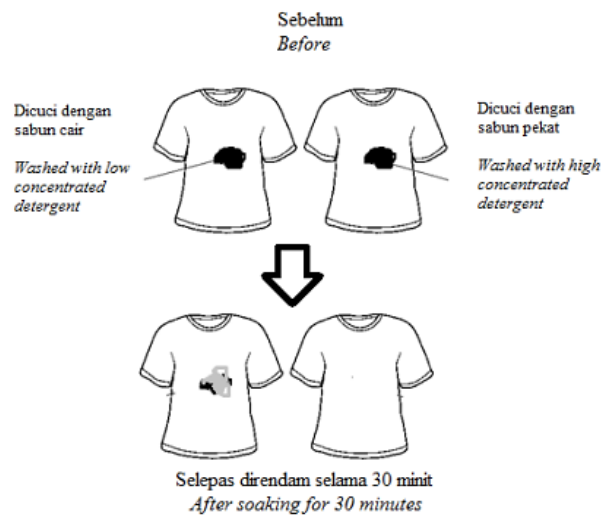 Sebelum
Before
Dicuci dengan
sabun cair
Washed with low
concentrated
detergent
Dicuci dengan
sabun pekat
Washed with high
concentrated
detergent
Selepas direndam selama 30 minit
After soaking for 30 minutes